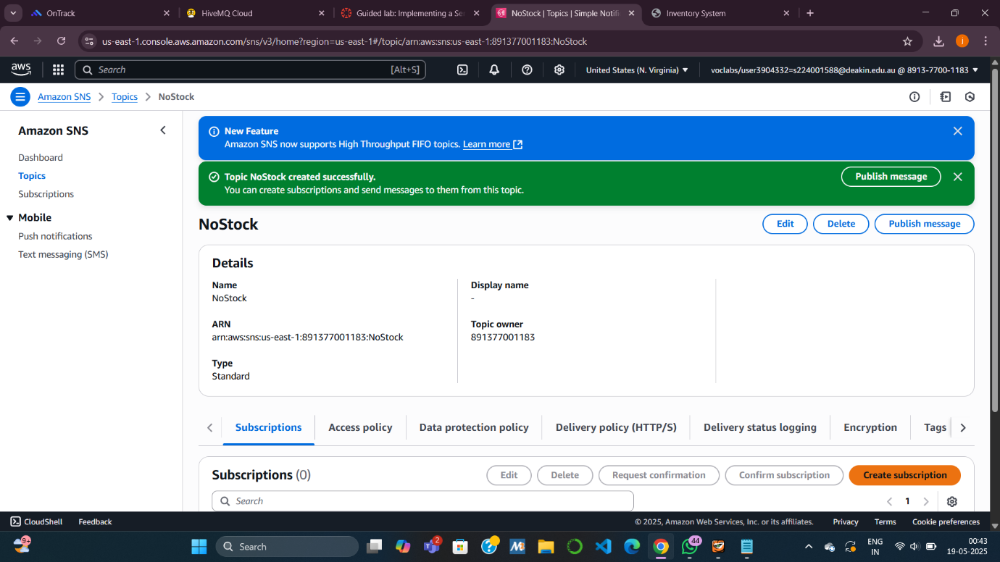 OnTrack
HiveMQ Cloud
Guided lab: Implementing a Se
NoStock | Topics | Simple Notifi
Inventory System
us-east-1.console.aws.amazon.com/sns/v3/home?region=us-east-1#/topic/arn:aws:sns:us-east-1:891377001183:NoStock
j
aws
Search
[Alt+S]
United States (N. Virginia)
voclabs/user3904332=s224001588@deakin.edu.au @ 8913-7700-1183
Amazon SNS
Topics
NoStock
Amazon SNS
Dashboard
Topics
Subscriptions
Mobile
Push notifications
Text messaging (SMS)
New Feature
Amazon SNS now supports High Throughput FIFO topics. Learn more
Topic NoStock created successfully.
You can create subscriptions and send messages to them from this topic.
Publish message
NoStock
Edit
Delete
Publish message
Details
Name
NoStock
ARN
arn:aws:sns:us-east-1:891377001183:NoStock
Type
Standard
Display name
-
Topic owner
891377001183
Subscriptions
Access policy
Data protection policy
Delivery policy (HTTP/S)
Delivery status logging
Encryption
Tags
Subscriptions (0)
Edit
Delete
Request confirmation
Confirm subscription
Create subscription
Search
1
CloudShell
Feedback
© 2025, Amazon Web Services, Inc. or its affiliates.
Privacy
Terms
Cookie preferences
9+
Search
2
44
ENG
IN
00:43
19-05-2025